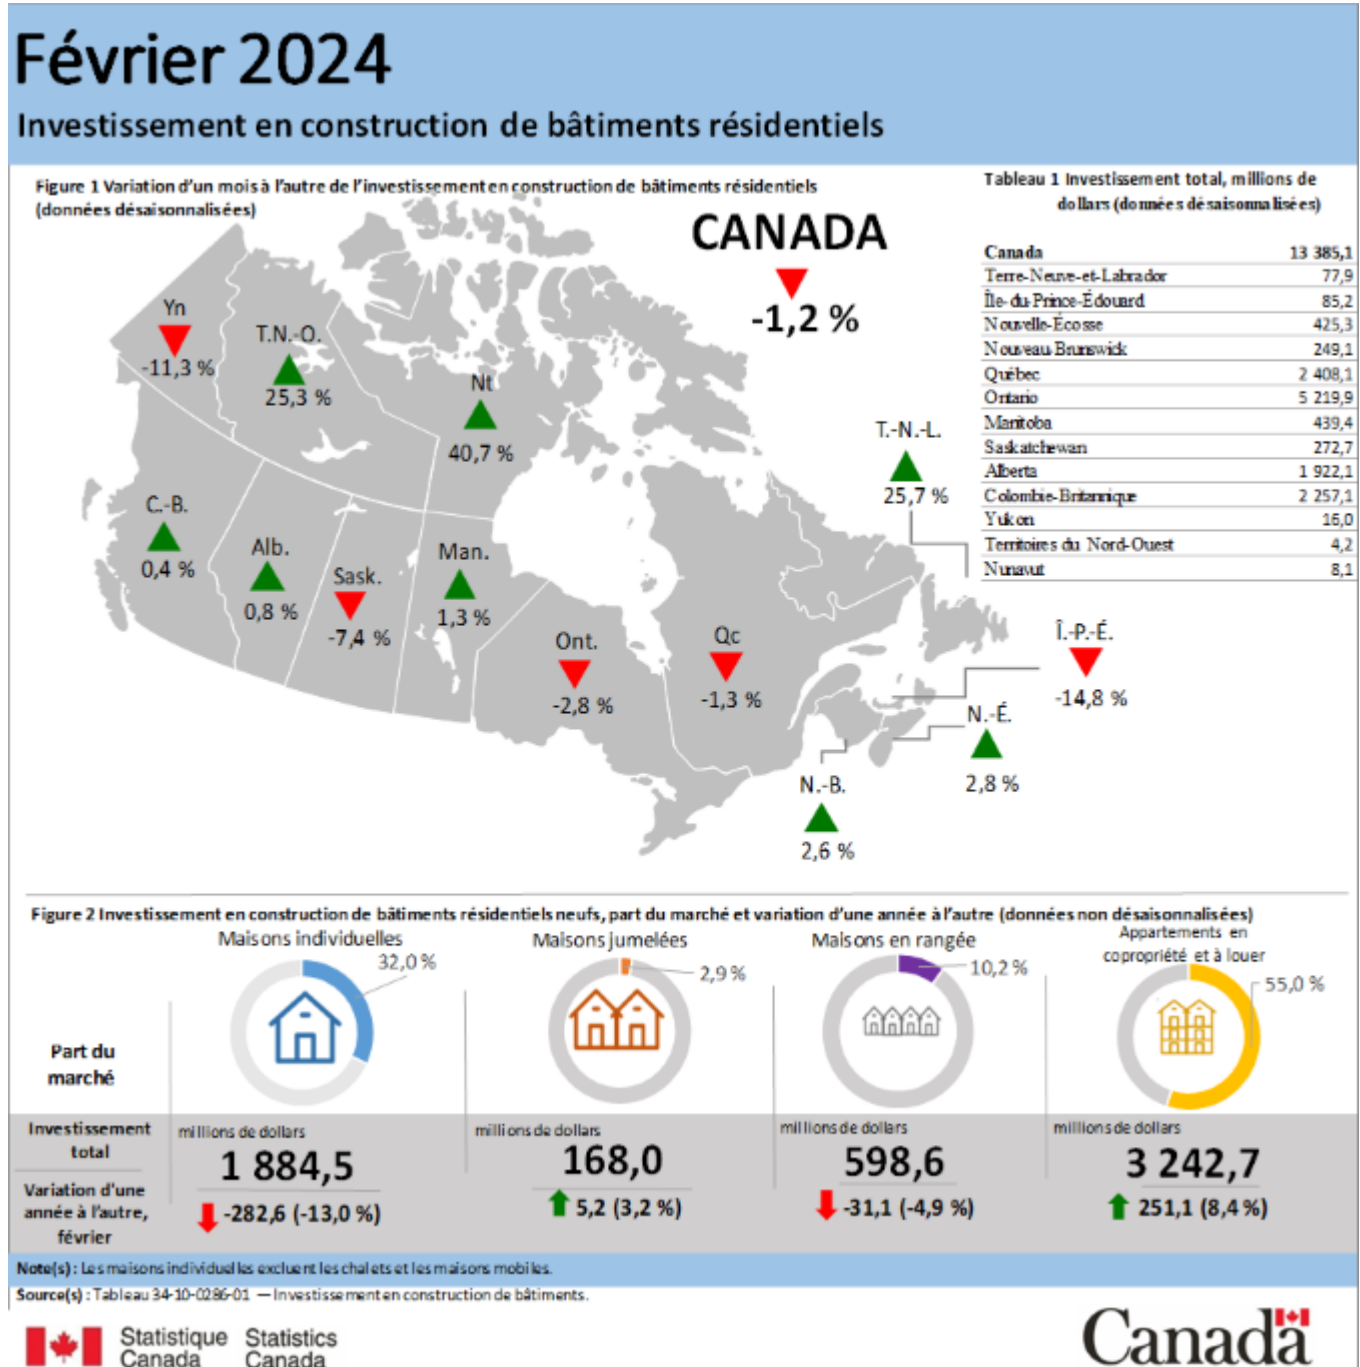 Février 2024
Investissement en construction de bâtiments résidentiels
Figure 1 Variation d'un mois à l'autre de l'investissement en construction de bâtiments résidentiels
(données désaisonnalisées)
CANADA
-1,2 %
Yn
-11,3 %
T.N.-O.
25,3 %
Nt
40,7 %
T.-N.-L.
25,7 %
C.-B.
0,4 %
Alb.
0,8 %
Sask.
-7,4 %
Man.
1,3 %
Ont.
-2,8 %
Qc
-1,3 %
Î.-P.-É.
-14,8 %
N.-É.
2,8 %
N.-B.
2,6 %
Tableau 1 Investissement total, millions de
dollars (données désaisonnalisées)
Canada 13 385,1
Terre-Neuve-et-Labrador 77,9
Île-du-Prince-Édouard 85,2
Nouvelle-Écosse 425,3
Nouveau-Brunswick 249,1
Québec 2 408,1
Ontario 5 219,9
Manitoba 439,4
Saskatchewan 272,7
Alberta 1 922,1
Colombie-Britannique 2 257,1
Yukon 16,0
Territoires du Nord-Ouest 4,2
Nunavut 8,1
Figure 2 Investissement en construction de bâtiments résidentiels neufs, part du marché et variation d'une année à l'autre (données non désaisonnalisées)
Maisons individuelles
32,0 %
Maisons jumelées
2,9 %
Maisons en rangée
10,2 %
Appartements en
copropriété et à louer
55,0 %
Part du
marché
Investissement
total
millions de dollars
1 884,5
millions de dollars
168,0
millions de dollars
598,6
millions de dollars
3 242,7
Variation d'une
année à l'autre,
février
-282,6 (-13,0 %)
5,2 (3,2 %)
-31,1 (-4,9 %)
251,1 (8,4 %)
Note(s) : Les maisons individuelles excluent les chalets et les maisons mobiles.
Source(s) : Tableau 34-10-0286-01 — Investissement en construction de bâtiments.
Statistique Statistics
Canada Canada
Canada